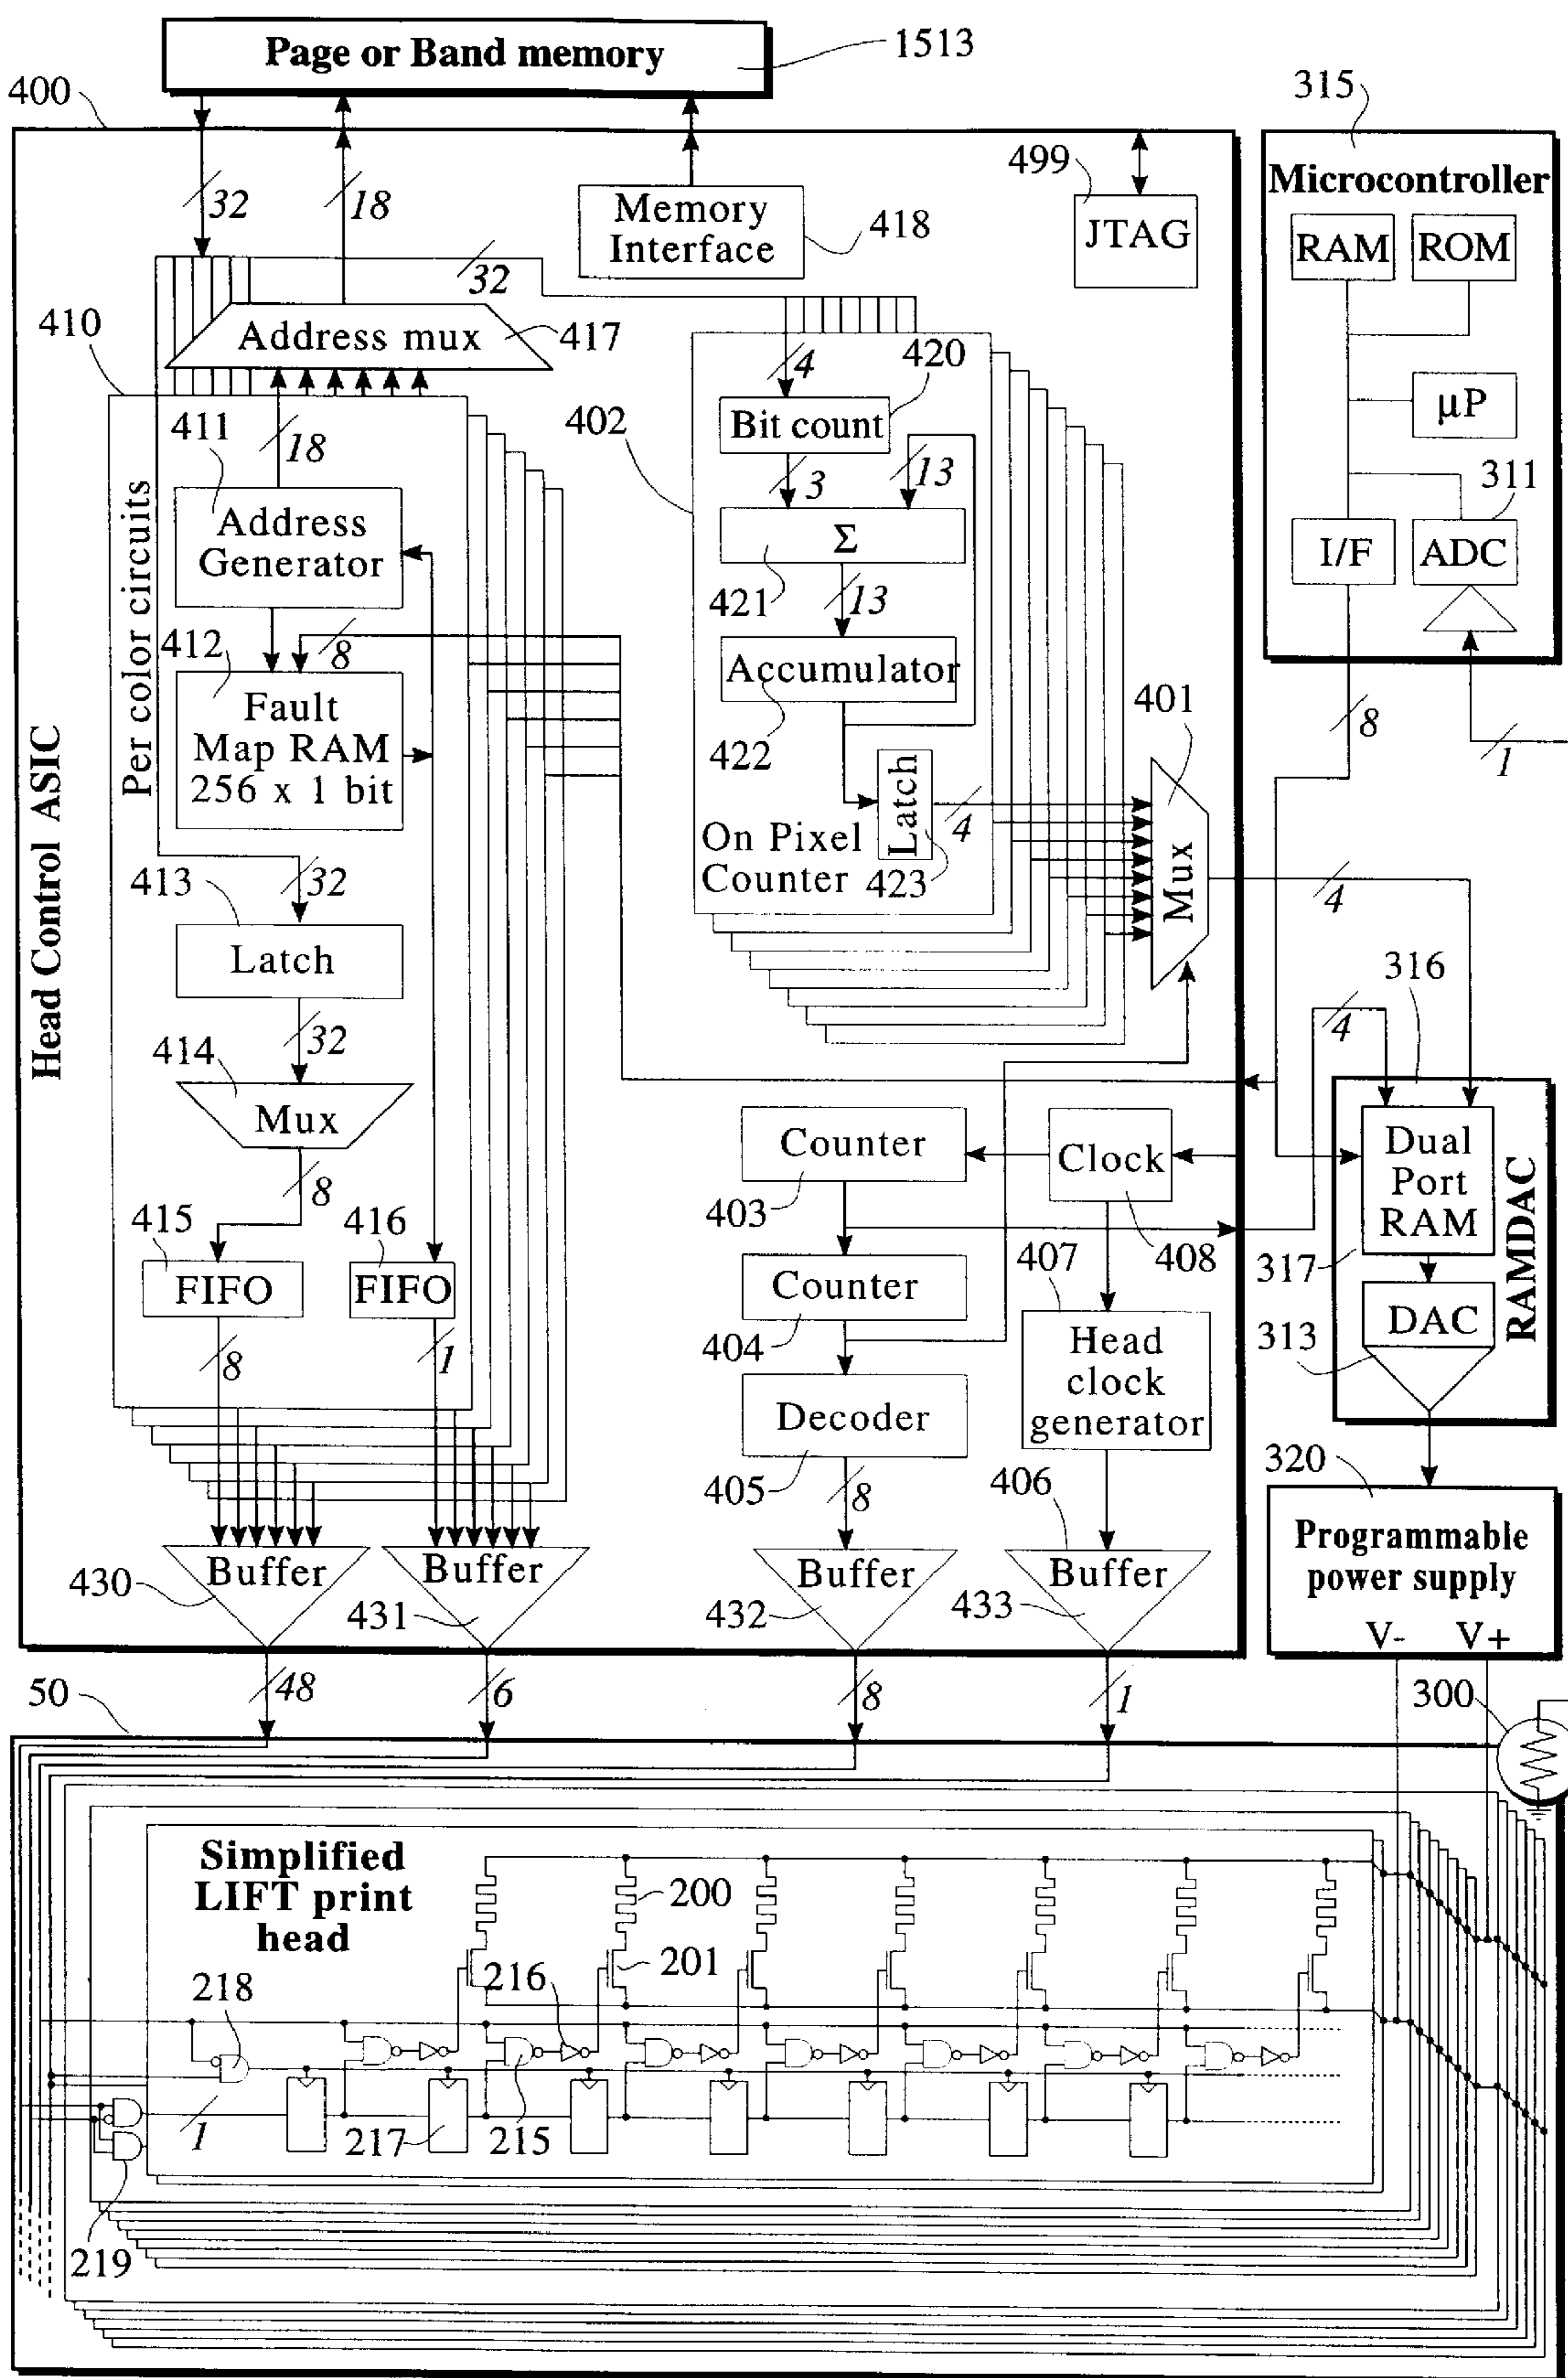 Page or Band memory
1513
400
315
32
18
Memory
Interface
418
499
JTAG
Microcontroller
RAM
ROM
μP
311
I/F
ADC
8
1
32
410
Address mux
417
4
420
402
Bit count
3
13
Σ
421
13
Accumulator
422
Latch
4
On Pixel
Counter
423
401
Mux
4
Head Control ASIC
Per color circuits
411
18
Address
Generator
412
8
Fault
Map RAM
256 x 1 bit
413
32
Latch
32
414
Mux
8
415
FIFO
416
FIFO
8
1
Counter
403
Clock
408
Counter
404
407
Head
clock
generator
Decoder
405
8
406
316
4
Dual
Port
RAM
317
DAC
313
RAMDAC
320
Programmable
power supply
V-
V+
Buffer
430
Buffer
431
Buffer
432
Buffer
433
48
6
8
1
50
300
Simplified
LIFT print
head
200
201
216
218
1
217
215
219